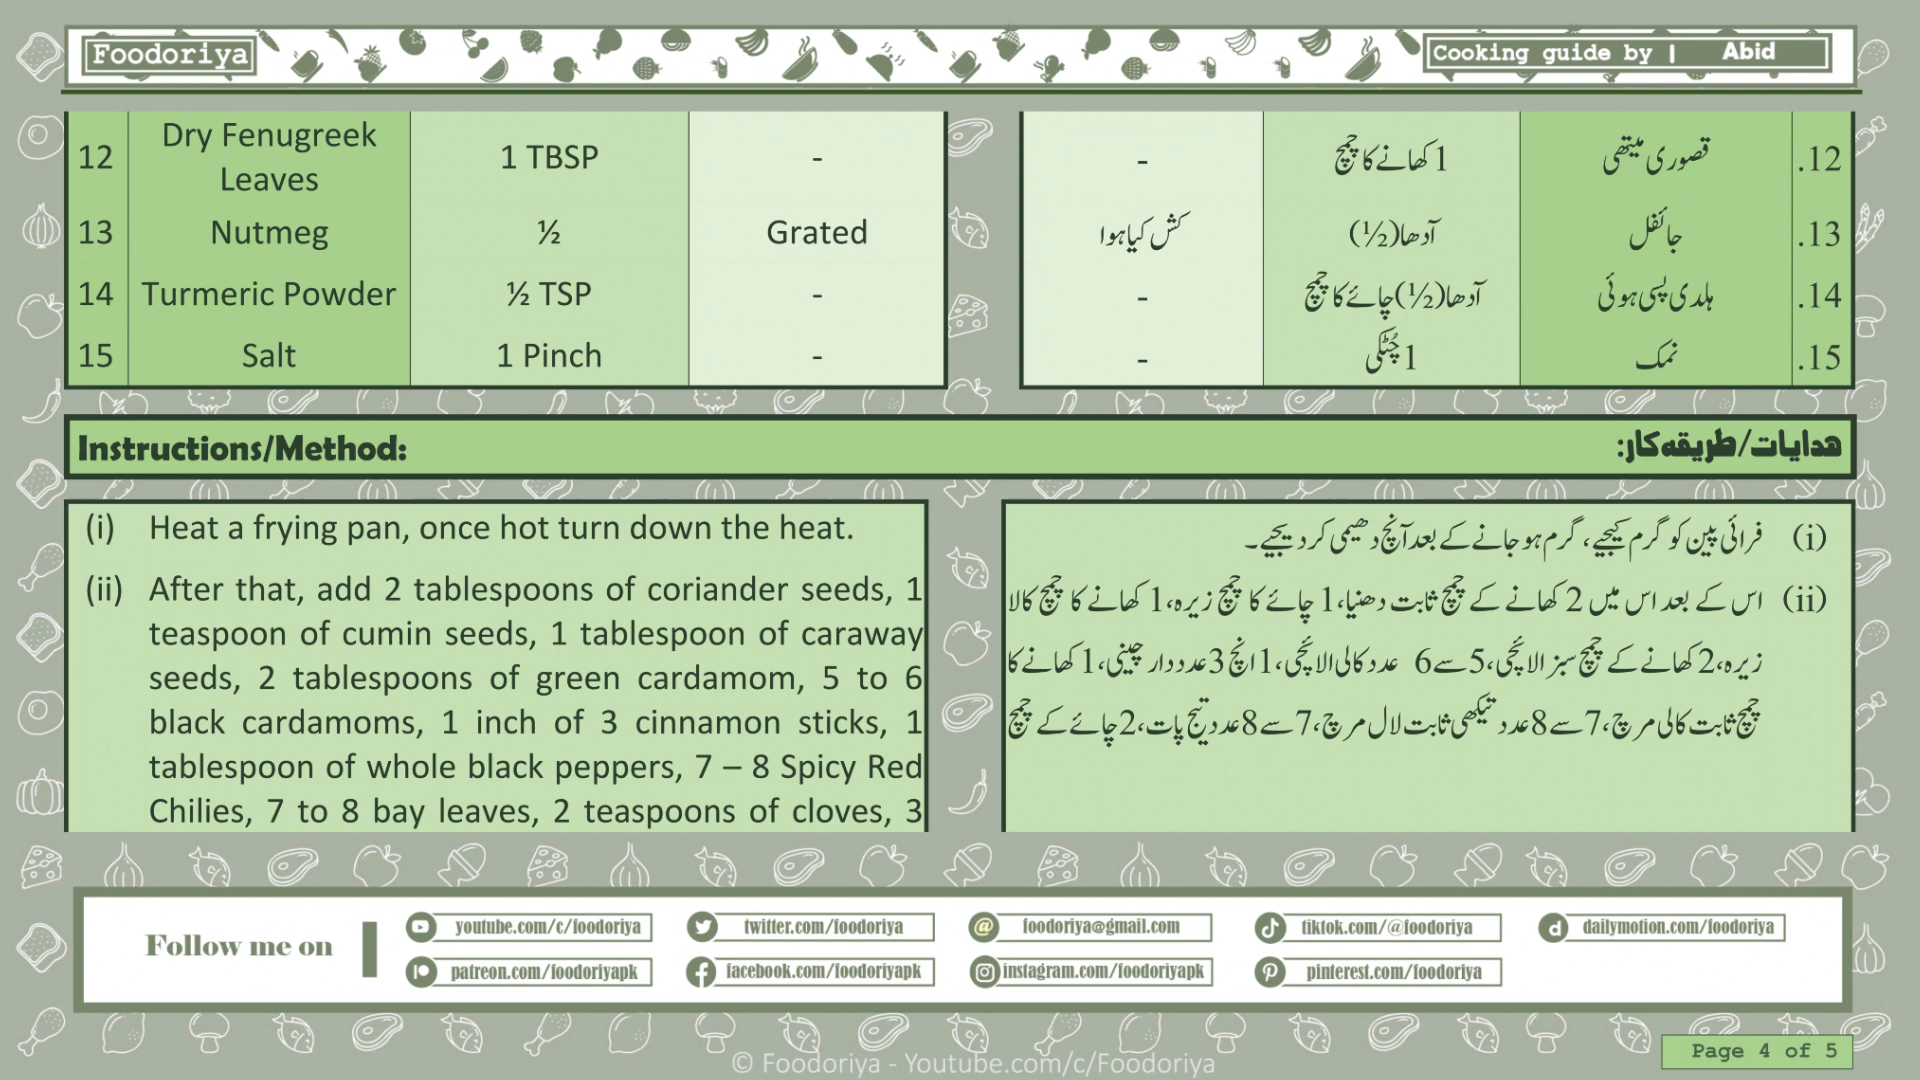 Foodoriya
Cooking guide by | Abid
12 Dry Fenugreek Leaves 1 TBSP -
13 Nutmeg ½ Grated
14 Turmeric Powder ½ TSP -
15 Salt 1 Pinch -
12. قصوری میتھی 1 کھانے کا چمچ -
13. جائفل آدھا(½) کش کیا ہوا
14. ہلدی پسی ہوئی آدھا(½) چائے کا چمچ -
15. نمک 1 چُٹکی -
Instructions/Method:
ھدایات/طریقہ کار:
(i) Heat a frying pan, once hot turn down the heat.
(ii) After that, add 2 tablespoons of coriander seeds, 1
teaspoon of cumin seeds, 1 tablespoon of caraway
seeds, 2 tablespoons of green cardamom, 5 to 6
black cardamoms, 1 inch of 3 cinnamon sticks, 1
tablespoon of whole black peppers, 7 – 8 Spicy Red
Chilies, 7 to 8 bay leaves, 2 teaspoons of cloves, 3
(i) فرائی پین کو گرم کیجیے، گرم ہو جانے کے بعد آنچ دھیمی کر دیجیے۔
(ii) اس کے بعد اس میں 2 کھانے کے چمچ ثابت دھنیا، 1 چائے کا چمچ زیرہ، 1 کھانے کا چمچ کالا
زیرہ، 2 کھانے کے چمچ سبز الائچی، 5 سے 6 عدد کالی الائچی، 1 انچ 3 عدد دار چینی، 1 کھانے کا
چمچ ثابت کالی مرچ، 7 سے 8 عدد تیکھی ثابت لال مرچ، 7 سے 8 عدد تیج پات، 2 چائے کے چمچ
Follow me on
youtube.com/c/foodoriya
twitter.com/foodoriya
foodoriya@gmail.com
tiktok.com/@foodoriya
dailymotion.com/foodoriya
patreon.com/foodoriyapk
facebook.com/foodoriyapk
instagram.com/foodoriyapk
pinterest.com/foodoriya
Page 4 of 5
© Foodoriya - Youtube.com/c/Foodoriya